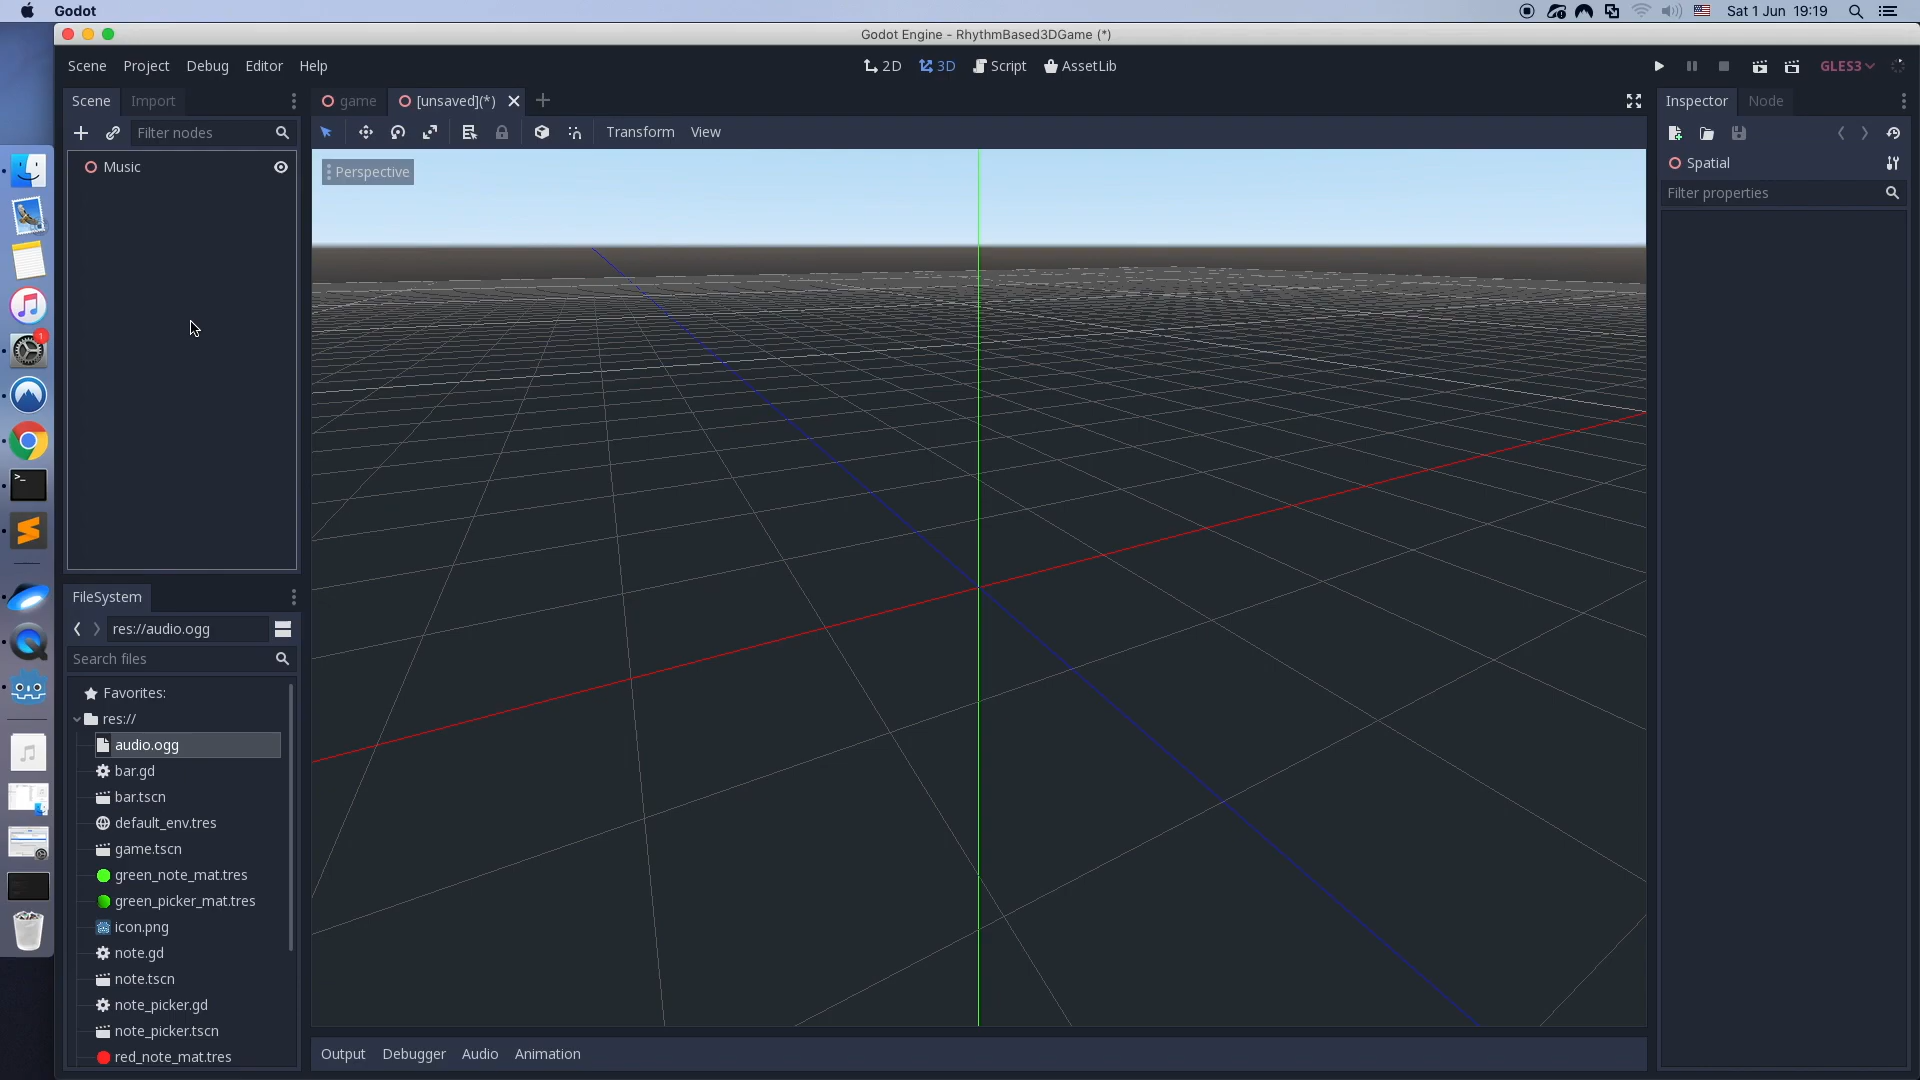 Godot
Sat 1 Jun 19:19
Godot Engine - RhythmBased3DGame (*)
Scene Project Debug Editor Help
2D 3D Script AssetLib
GLES3
Scene Import
game [unsaved](*)
Inspector Node
Filter nodes
Transform View
Music
Perspective
Spatial
Filter properties
FileSystem
res://audio.ogg
Search files
Favorites:
res://
audio.ogg
bar.gd
bar.tscn
default_env.tres
game.tscn
green_note_mat.tres
green_picker_mat.tres
icon.png
note.gd
note.tscn
note_picker.gd
note_picker.tscn
red_note_mat.tres
Output Debugger Audio Animation